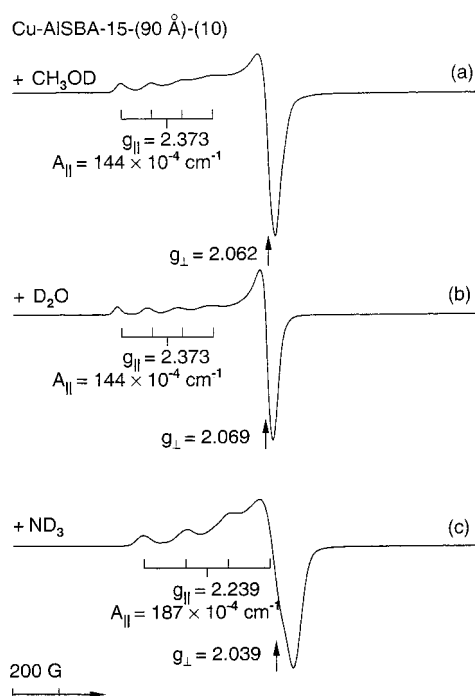 Cu-AlSBA-15-(90 Å)-(10)
+ CH₃OD
(a)
g|| = 2.373
A|| = 144 × 10⁻⁴ cm⁻¹
g⊥ = 2.062
+ D₂O
(b)
g|| = 2.373
A|| = 144 × 10⁻⁴ cm⁻¹
g⊥ = 2.069
+ ND₃
(c)
g|| = 2.239
A|| = 187 × 10⁻⁴ cm⁻¹
g⊥ = 2.039
200 G